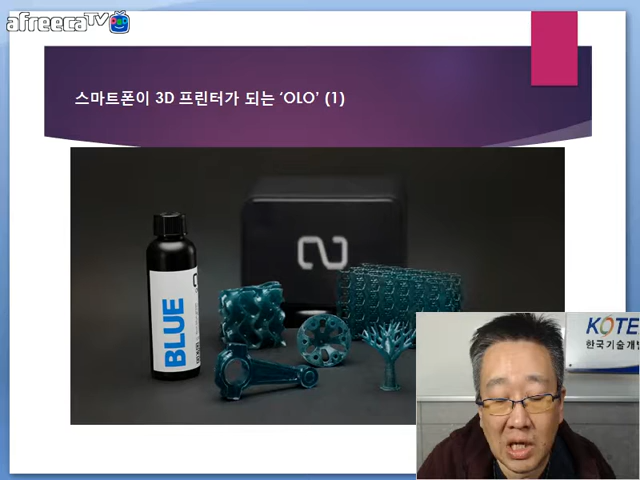 afreecaTV
스마트폰이 3D 프린터가 되는 ‘OLO’ (1)
BLUE
KOTE
한국기술개발